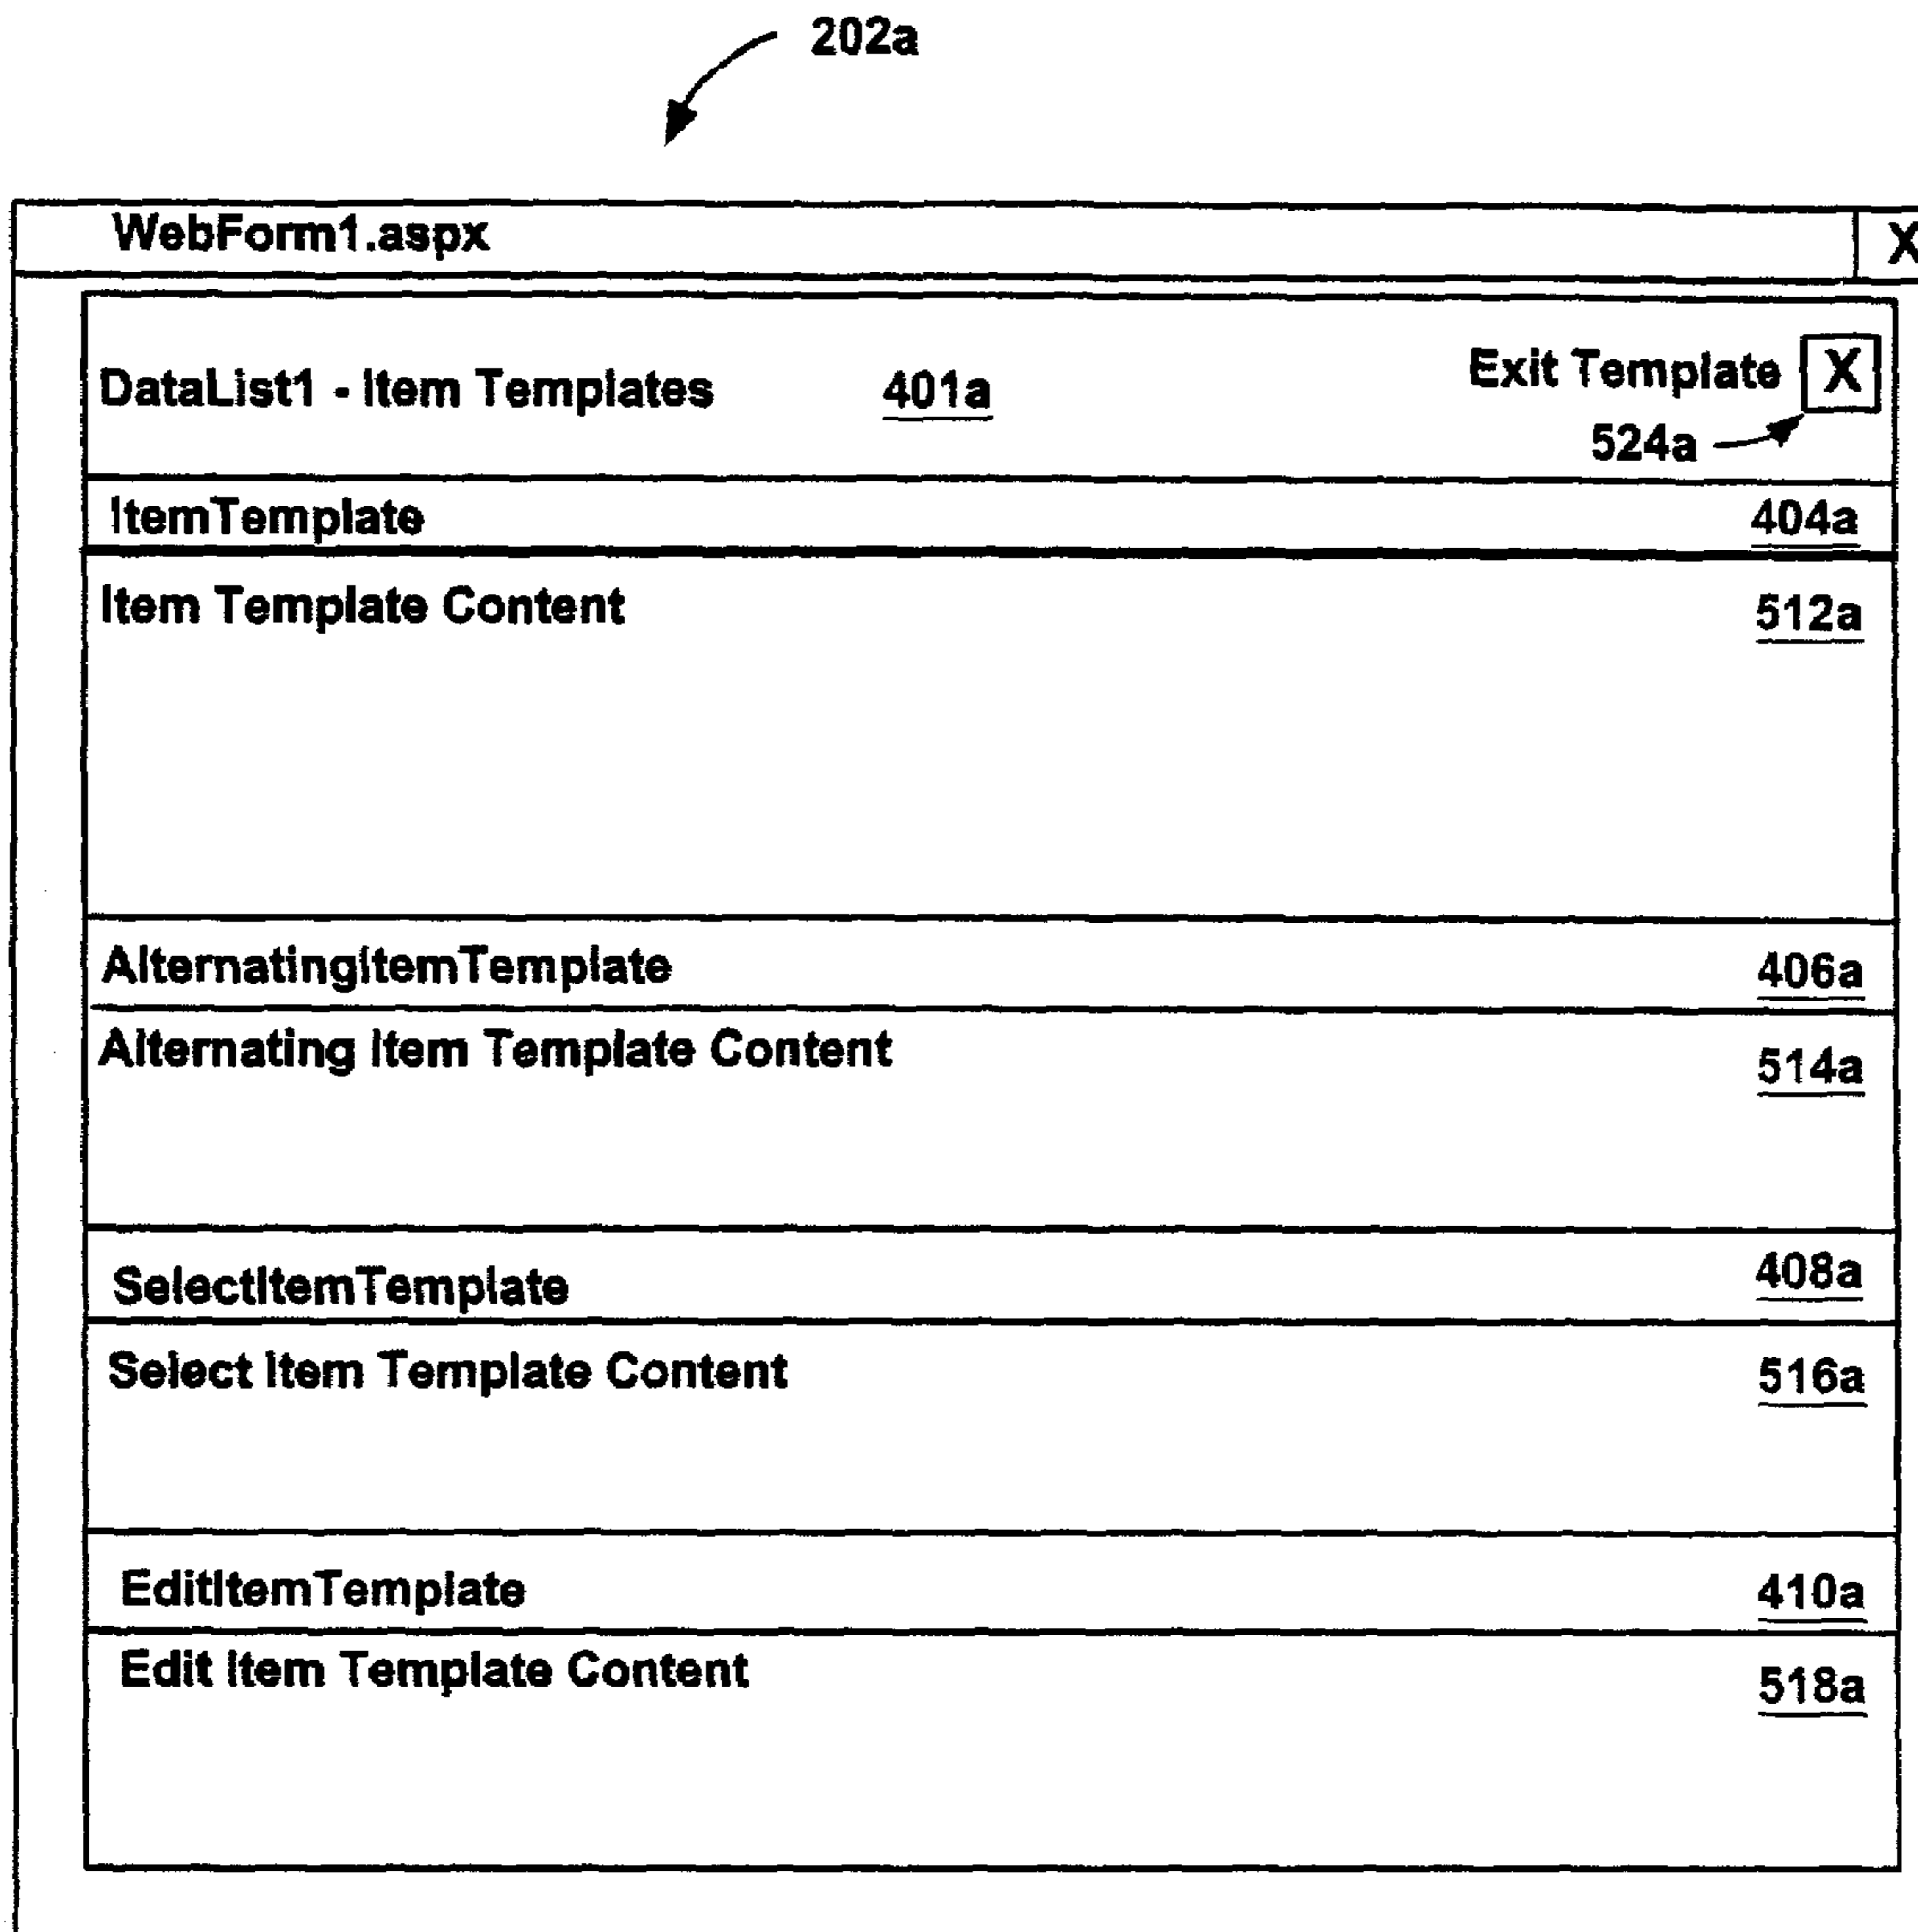 202a
WebForm1.aspx X
DataList1 - Item Templates 401a Exit Template X
524a
ItemTemplate 404a
Item Template Content 512a
AlternatingItemTemplate 406a
Alternating Item Template Content 514a
SelectItemTemplate 408a
Select Item Template Content 516a
EditItemTemplate 410a
Edit Item Template Content 518a